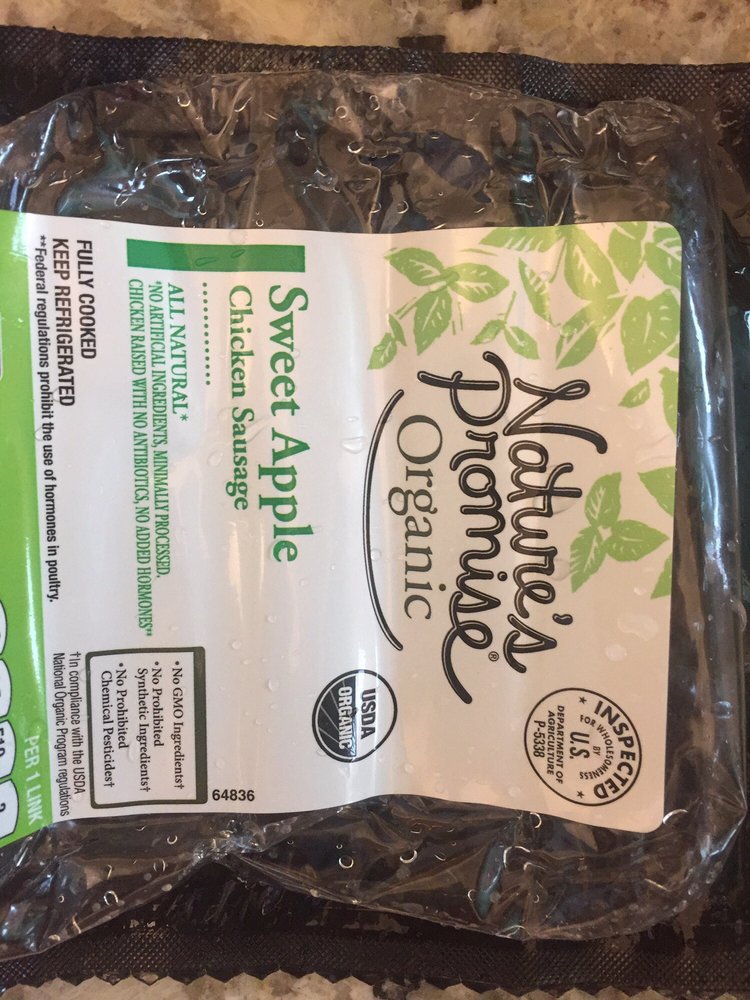 Nature's
Promise®
Organic
INSPECTED
FOR WHOLESOMENESS
BY
U.S.
DEPARTMENT OF
AGRICULTURE
P-5338
USDA
ORGANIC
Sweet Apple
Chicken Sausage
ALL NATURAL*
*NO ARTIFICIAL INGREDIENTS, MINIMALLY PROCESSED.
CHICKEN RAISED WITH NO ANTIBIOTICS, NO ADDED HORMONES**
64836
• No GMO Ingredients†
• No Prohibited
Synthetic Ingredients†
• No Prohibited
Chemical Pesticides†
FULLY COOKED
KEEP REFRIGERATED
**Federal regulations prohibit the use of hormones in poultry.
†In compliance with the USDA
National Organic Program regulations
PER 1 LINK